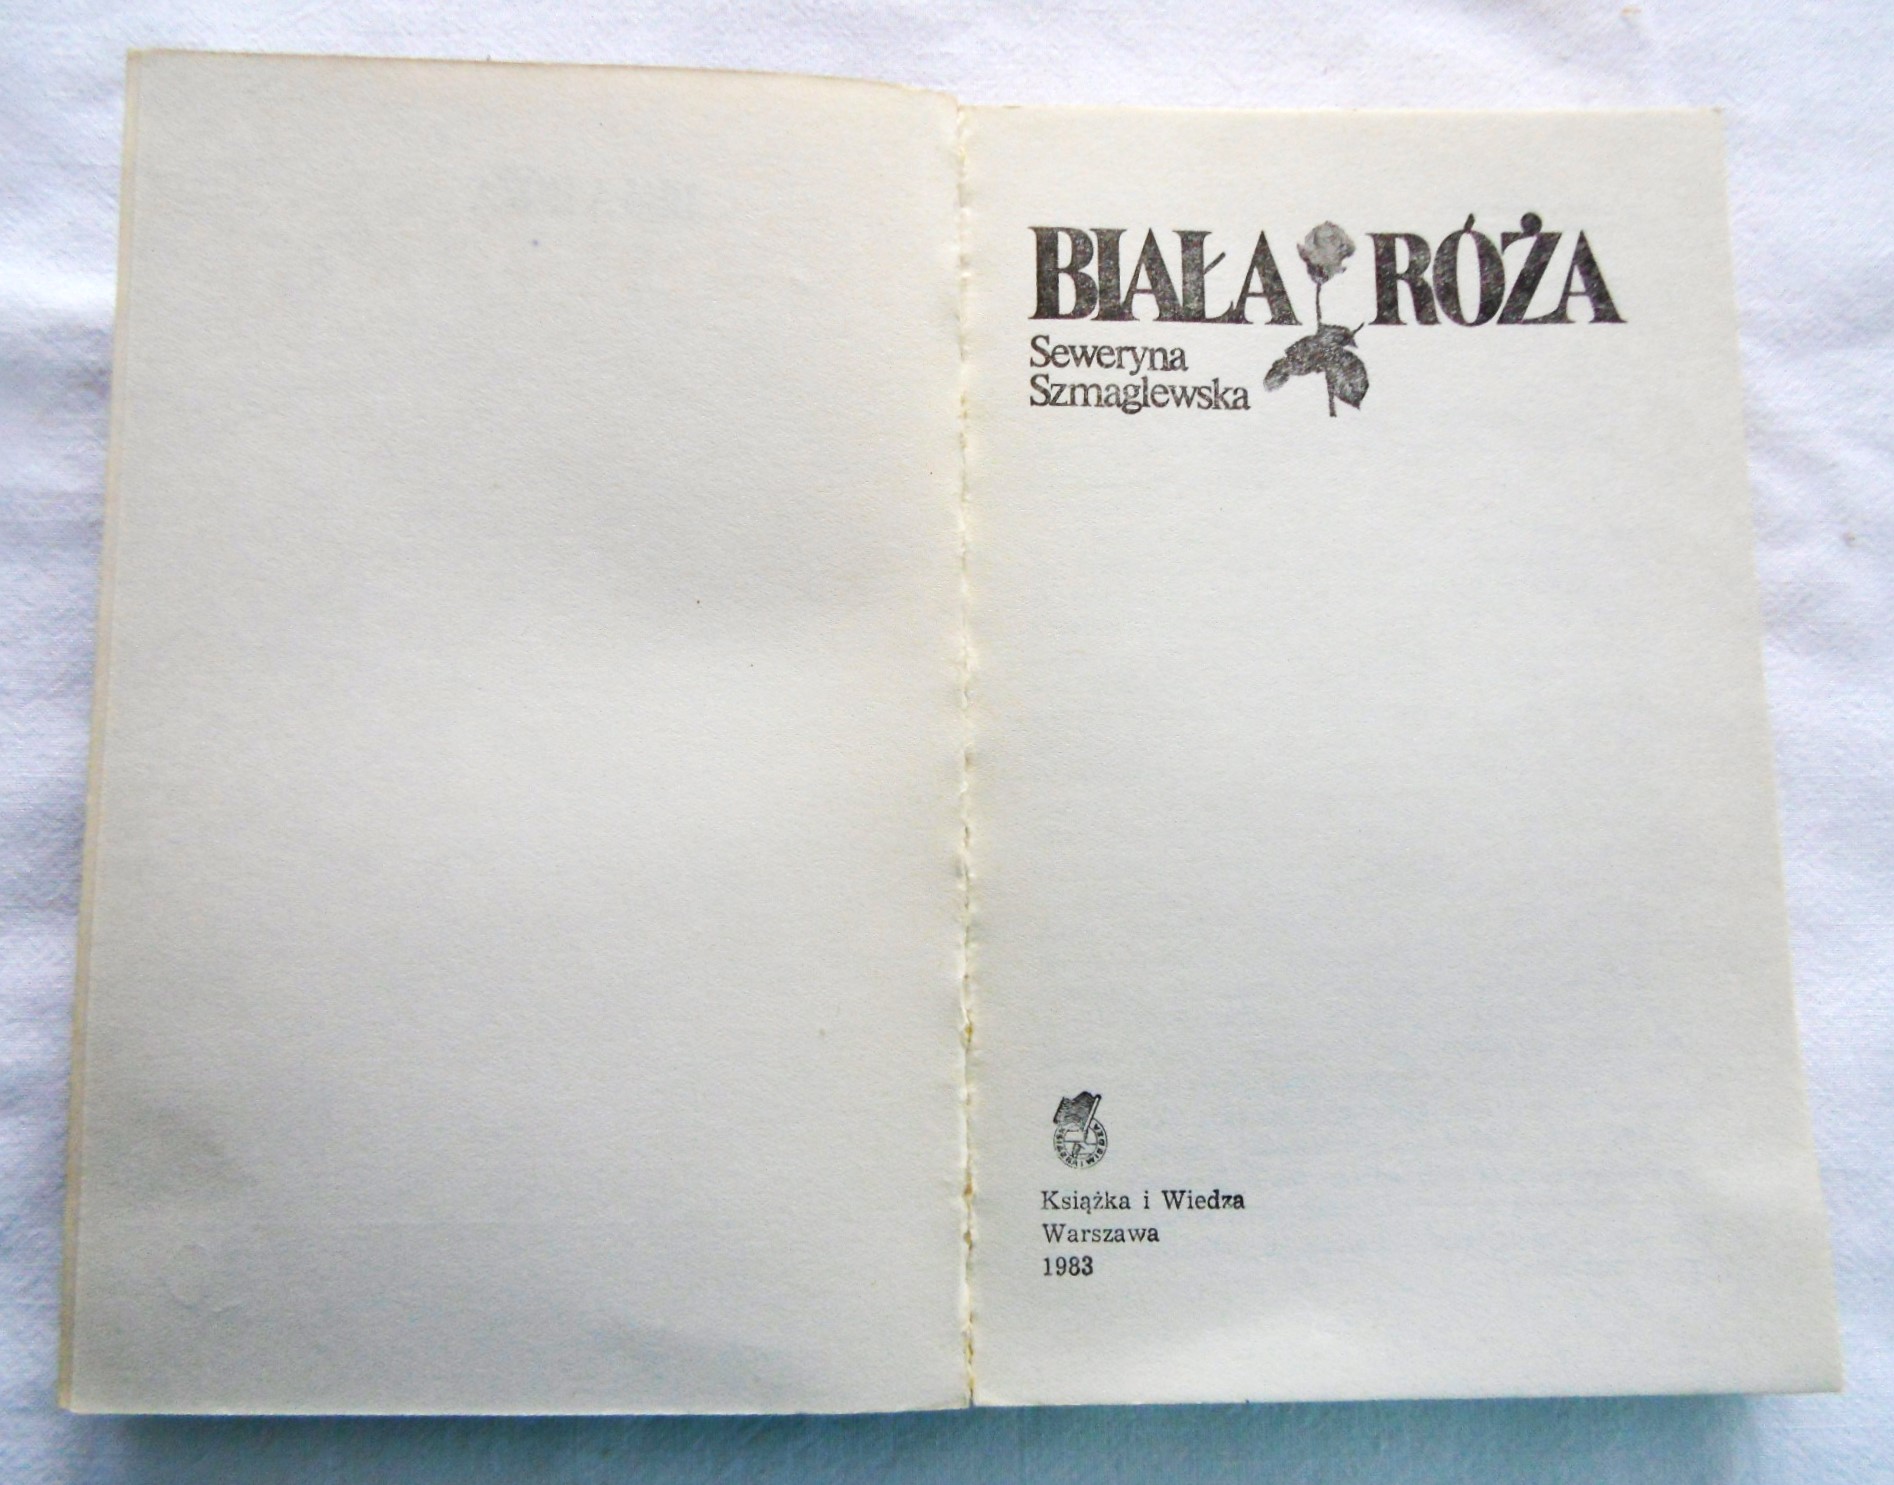 BIAŁA RÓŻA
Seweryna
Szmaglewska
Książka i Wiedza
Warszawa
1983